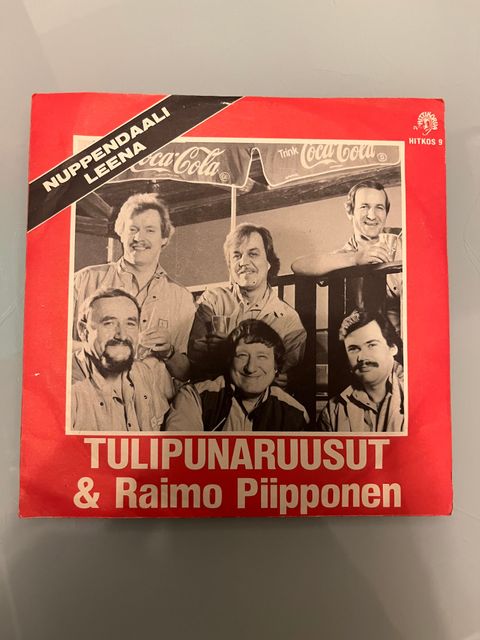 NUPPENDAALI
LEENA
HITKOS 9
Coca-Cola
Trink Coca-Cola
TULIPUNARUUSUT
& Raimo Piipponen